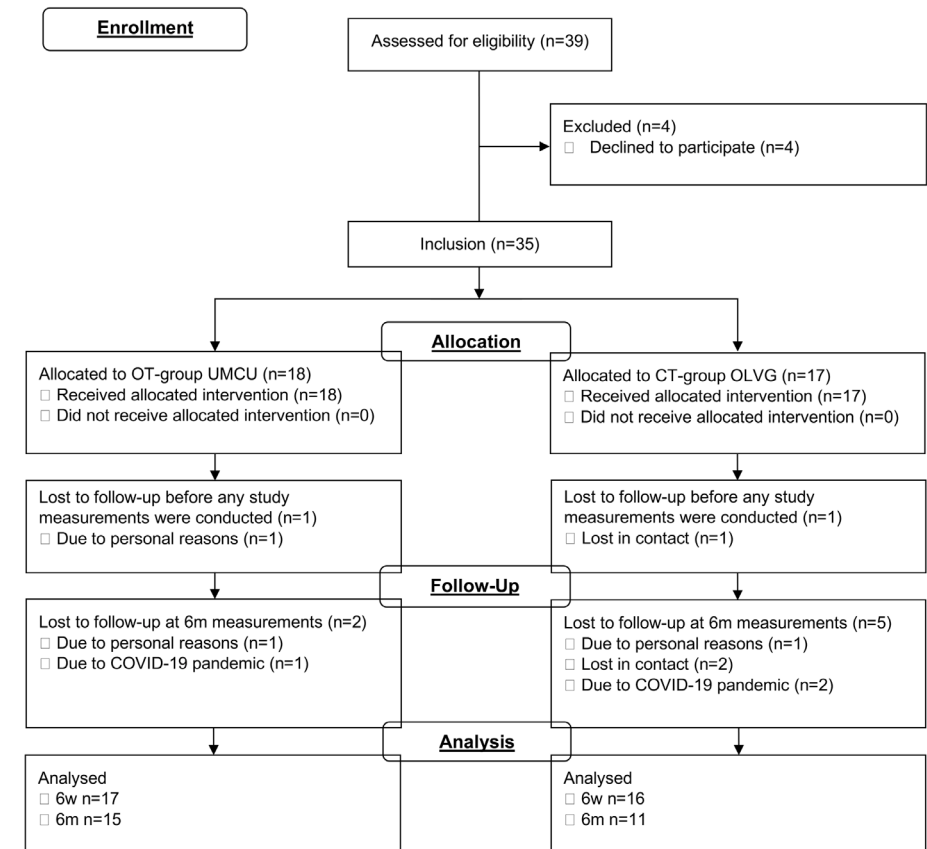 Enrollment
Assessed for eligibility (n=39)
Excluded (n=4)
□ Declined to participate (n=4)
Inclusion (n=35)
Allocation
Allocated to OT-group UMCU (n=18)
□ Received allocated intervention (n=18)
□ Did not receive allocated intervention (n=0)
Allocated to CT-group OLVG (n=17)
□ Received allocated intervention (n=17)
□ Did not receive allocated intervention (n=0)
Lost to follow-up before any study
measurements were conducted (n=1)
□ Due to personal reasons (n=1)
Lost to follow-up before any study
measurements were conducted (n=1)
□ Lost in contact (n=1)
Follow-Up
Lost to follow-up at 6m measurements (n=2)
□ Due to personal reasons (n=1)
□ Due to COVID-19 pandemic (n=1)
Lost to follow-up at 6m measurements (n=5)
□ Due to personal reasons (n=1)
□ Lost in contact (n=2)
□ Due to COVID-19 pandemic (n=2)
Analysis
Analysed
□ 6w n=17
□ 6m n=15
Analysed
□ 6w n=16
□ 6m n=11